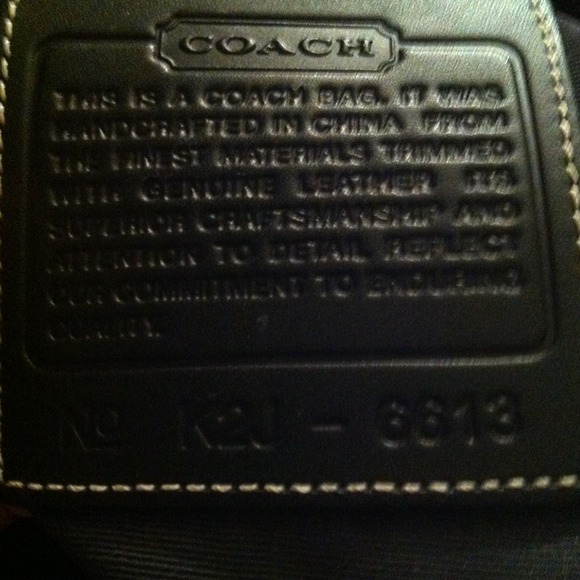 COACH
THIS IS A COACH BAG. IT WAS
HANDCRAFTED IN CHINA FROM
THE FINEST MATERIALS TRIMMED
WITH GENUINE LEATHER ITS
SUPERIOR CRAFTSMANSHIP AND
ATTENTION TO DETAIL REFLECT
OUR COMMITMENT TO ENDURING
QUALITY.
No K2J - 6613